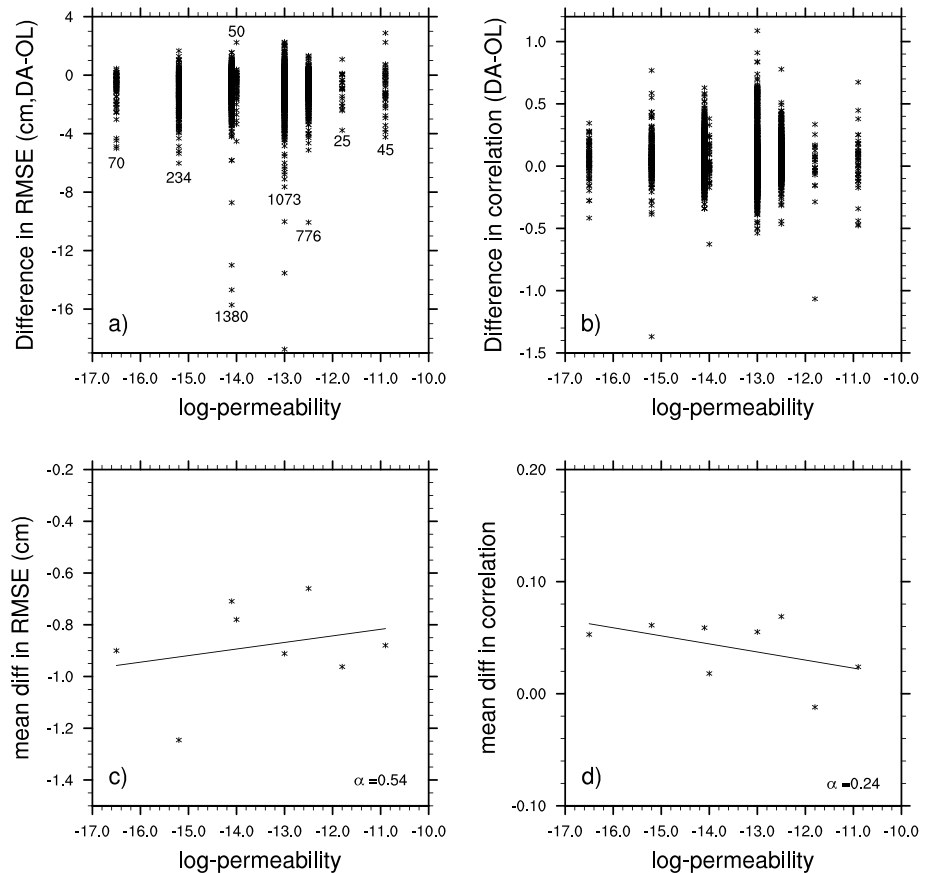 Difference in RMSE (cm,DA-OL)
4
0
-4
-8
-12
-16
50
70
234
1073
776
25
45
1380
a)
-17.0 -16.0 -15.0 -14.0 -13.0 -12.0 -11.0 -10.0
log-permeability
Difference in correlation (DA-OL)
1.0
0.5
0.0
-0.5
-1.0
-1.5
b)
-17.0 -16.0 -15.0 -14.0 -13.0 -12.0 -11.0 -10.0
log-permeability
mean diff in RMSE (cm)
-0.2
-0.4
-0.6
-0.8
-1.0
-1.2
-1.4
c)
α =0.54
-17.0 -16.0 -15.0 -14.0 -13.0 -12.0 -11.0 -10.0
log-permeability
mean diff in correlation
0.20
0.10
0.00
-0.10
d)
α =0.24
-17.0 -16.0 -15.0 -14.0 -13.0 -12.0 -11.0 -10.0
log-permeability